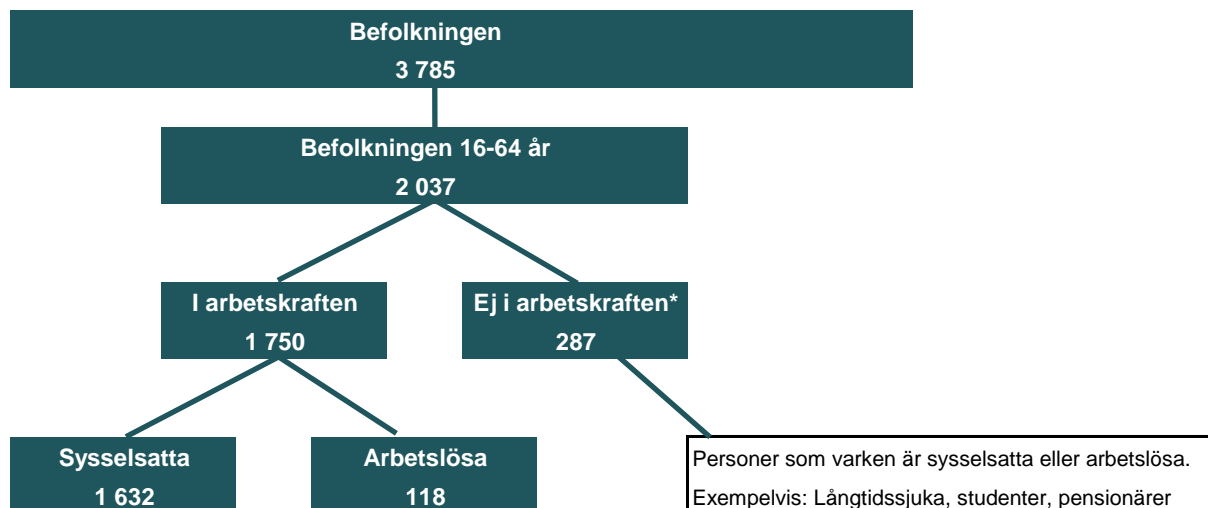 Befolkningen
3 785
Befolkningen 16-64 år
2 037
I arbetskraften
1 750
Ej i arbetskraften*
287
Sysselsatta
1 632
Arbetslösa
118
Personer som varken är sysselsatta eller arbetslösa.
Exempelvis: Långtidssjuka, studenter, pensionärer